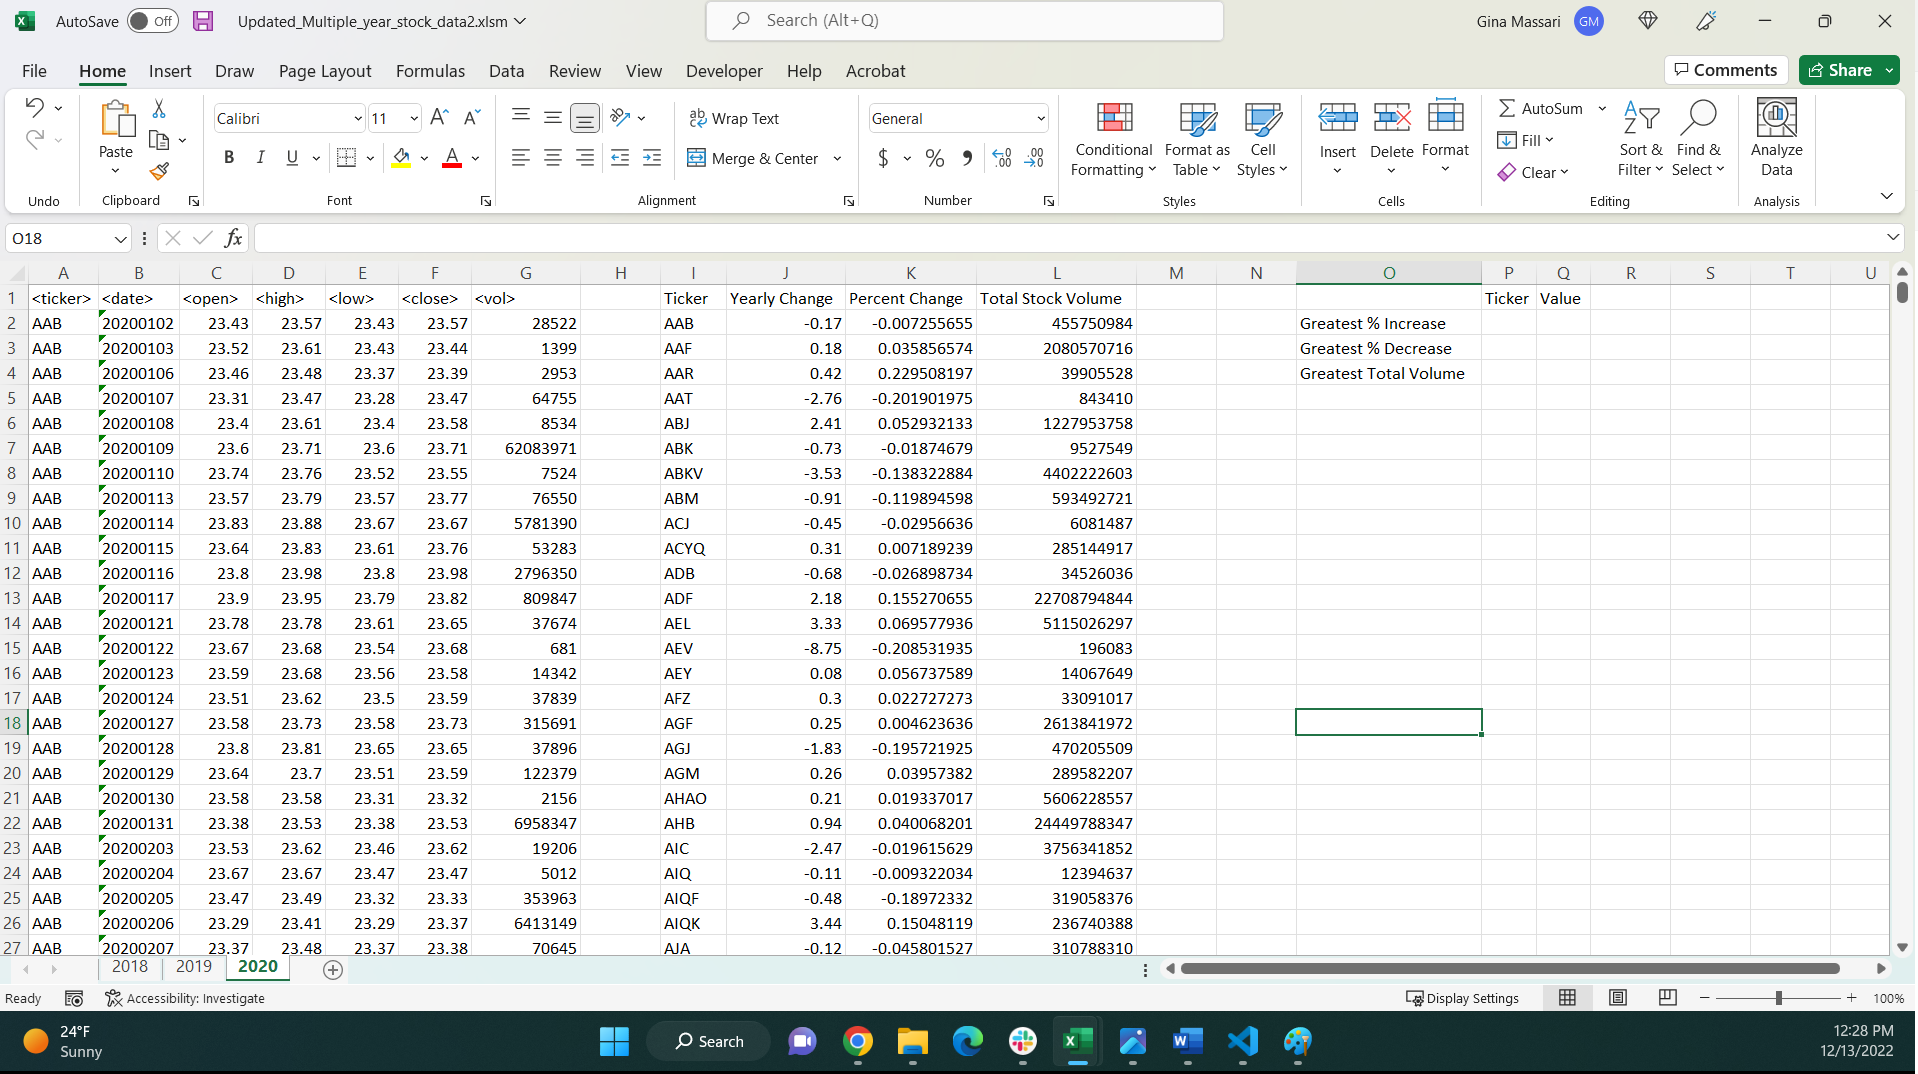 AutoSave Off Updated_Multiple_year_stock_data2.xlsm Search (Alt+Q) Gina Massari GM
File Home Insert Draw Page Layout Formulas Data Review View Developer Help Acrobat Comments Share
Calibri 11 Wrap Text General AutoSum
Paste B I U Merge & Center $ % Conditional Formatting Format as Table Cell Styles Insert Delete Format Fill Clear Sort & Filter Find & Select Analyze Data
Undo Clipboard Font Alignment Number Styles Cells Editing Analysis
O18 fx
A B C D E F G H I J K L M N O P Q R S T U
1 <ticker> <date> <open> <high> <low> <close> <vol> Ticker Yearly Change Percent Change Total Stock Volume Ticker Value
2 AAB 20200102 23.43 23.57 23.43 23.57 28522 AAB -0.17 -0.007255655 455750984 Greatest % Increase
3 AAB 20200103 23.52 23.61 23.43 23.44 1399 AAF 0.18 0.035856574 2080570716 Greatest % Decrease
4 AAB 20200106 23.46 23.48 23.37 23.39 2953 AAR 0.42 0.229508197 39905528 Greatest Total Volume
5 AAB 20200107 23.31 23.47 23.28 23.47 64755 AAT -2.76 -0.201901975 843410
6 AAB 20200108 23.4 23.61 23.4 23.58 8534 ABJ 2.41 0.052932133 1227953758
7 AAB 20200109 23.6 23.71 23.6 23.71 62083971 ABK -0.73 -0.01874679 9527549
8 AAB 20200110 23.74 23.76 23.52 23.55 7524 ABKV -3.53 -0.138322884 4402222603
9 AAB 20200113 23.57 23.79 23.57 23.77 76550 ABM -0.91 -0.119894598 593492721
10 AAB 20200114 23.83 23.88 23.67 23.67 5781390 ACJ -0.45 -0.02956636 6081487
11 AAB 20200115 23.64 23.83 23.61 23.76 53283 ACYQ 0.31 0.007189239 285144917
12 AAB 20200116 23.8 23.98 23.8 23.98 2796350 ADB -0.68 -0.026898734 34526036
13 AAB 20200117 23.9 23.95 23.79 23.82 809847 ADF 2.18 0.155270655 22708794844
14 AAB 20200121 23.78 23.78 23.61 23.65 37674 AEL 3.33 0.069577936 5115026297
15 AAB 20200122 23.67 23.68 23.54 23.68 681 AEV -8.75 -0.208531935 196083
16 AAB 20200123 23.59 23.68 23.56 23.58 14342 AEY 0.08 0.056737589 14067649
17 AAB 20200124 23.51 23.62 23.5 23.59 37839 AFZ 0.3 0.022727273 33091017
18 AAB 20200127 23.58 23.73 23.58 23.73 315691 AGF 0.25 0.004623636 2613841972
19 AAB 20200128 23.8 23.81 23.65 23.65 37896 AGJ -1.83 -0.195721925 470205509
20 AAB 20200129 23.64 23.7 23.51 23.59 122379 AGM 0.26 0.03957382 289582207
21 AAB 20200130 23.58 23.58 23.31 23.32 2156 AHAO 0.21 0.019337017 5606228557
22 AAB 20200131 23.38 23.53 23.38 23.53 6958347 AHB 0.94 0.040068201 24449788347
23 AAB 20200203 23.53 23.62 23.46 23.62 19206 AIC -2.47 -0.019615629 3756341852
24 AAB 20200204 23.67 23.67 23.47 23.47 5012 AIQ -0.11 -0.009322034 12394637
25 AAB 20200205 23.47 23.49 23.32 23.33 353963 AIQF -0.48 -0.18972332 319058376
26 AAB 20200206 23.29 23.41 23.29 23.37 6413149 AIQK 3.44 0.15048119 236740388
27 AAB 20200207 23.37 23.48 23.37 23.38 70645 AJA -0.12 -0.045801527 310788310
2018 2019 2020
Ready Accessibility: Investigate Display Settings 100%
24°F Search 12:28 PM
Sunny 12/13/2022